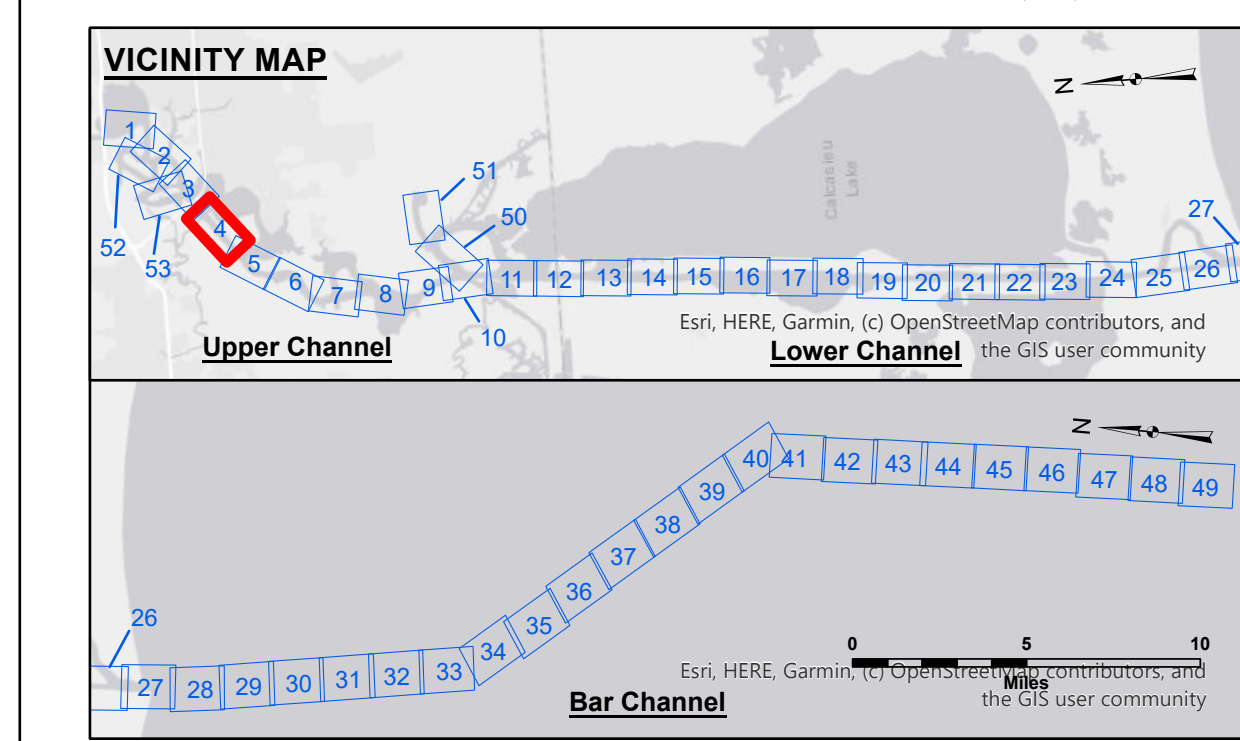 VICINITY MAP
N
1
2
3
4
5
6
7
8
9
10
11 12 13 14 15 16 17 18 19 20 21 22 23 24 25 26
27
50
51
52
53
Calcasieu
Lake
Upper Channel
Lower Channel
Esri, HERE, Garmin, (c) OpenStreetMap contributors, and
the GIS user community
N
26
27 28 29 30 31 32 33
34
35
36
37
38
39
40 41 42 43 44 45 46 47 48 49
0 5 10
Miles
Esri, HERE, Garmin, (c) OpenStreetMap contributors, and
the GIS user community
Bar Channel